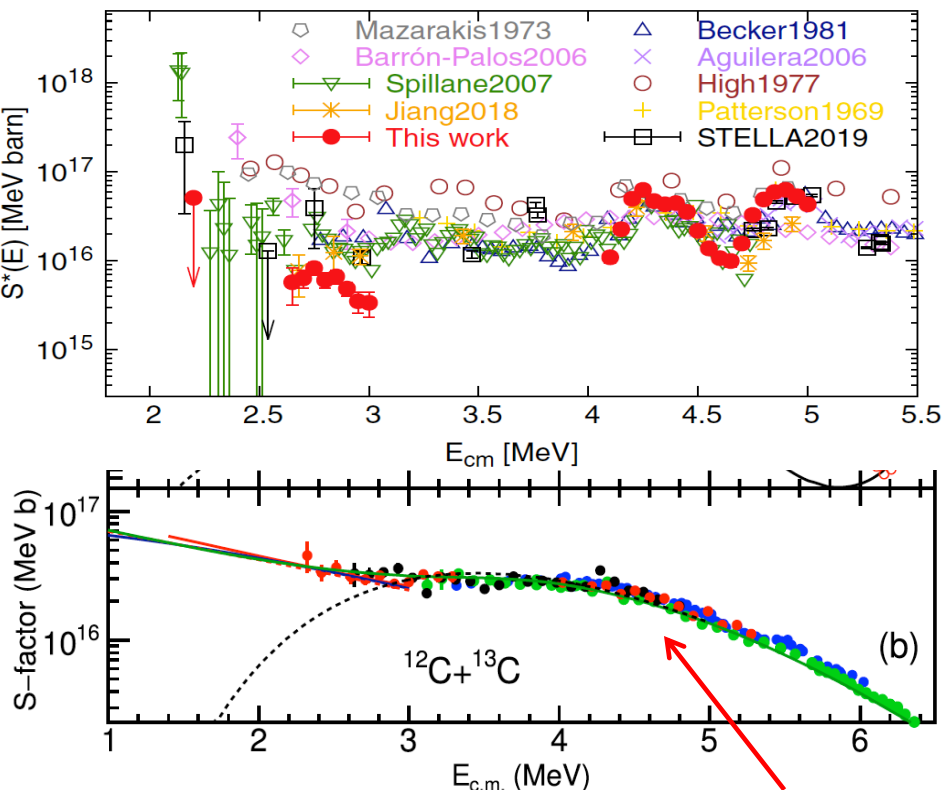 Mazarakis1973
Becker1981
Barrón-Palos2006
Aguilera2006
Spillane2007
High1977
Jiang2018
Patterson1969
This work
STELLA2019
S*(E) [MeV barn]
10¹⁸
10¹⁷
10¹⁶
10¹⁵
2 2.5 3 3.5 4 4.5 5 5.5
E_cm [MeV]
S−factor (MeV b)
10¹⁷
10¹⁶
¹²C+¹³C
(b)
1 2 3 4 5 6
E_c.m. (MeV)